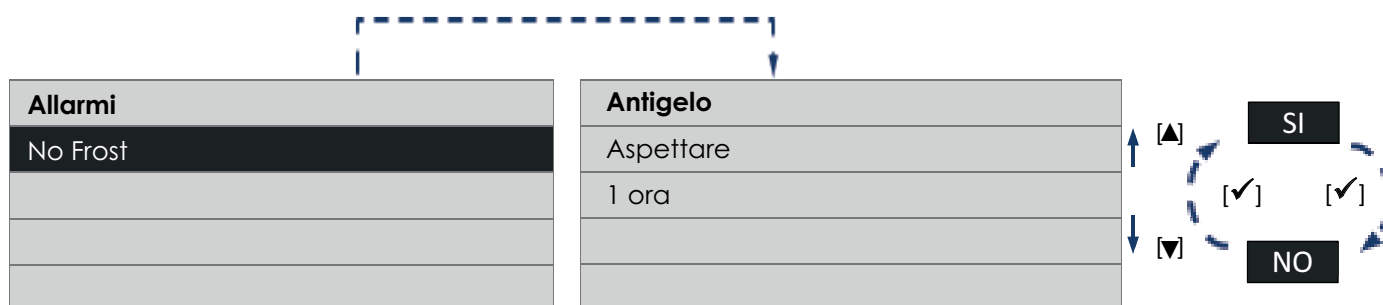 Allarmi
No Frost
Antigelo
Aspettare
1 ora
[▲]
[▼]
SI
[✓] [✓]
NO